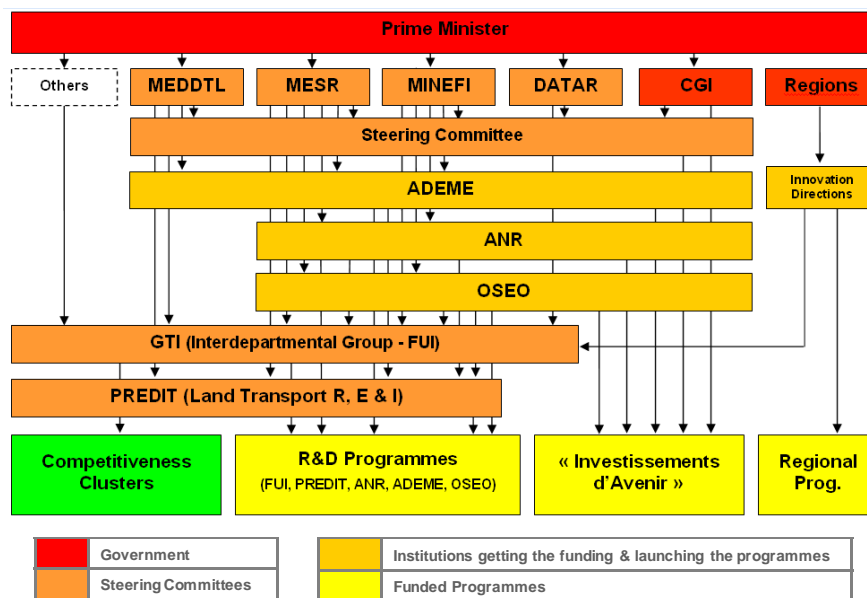 Prime Minister
Others
MEDDTL
MESR
MINEFI
DATAR
CGI
Regions
Steering Committee
ADEME
Innovation
Directions
ANR
OSEO
GTI (Interdepartmental Group - FUI)
PREDIT (Land Transport R, E & I)
Competitiveness
Clusters
R&D Programmes
(FUI, PREDIT, ANR, ADEME, OSEO)
« Investissements
d'Avenir »
Regional
Prog.
Government
Institutions getting the funding & launching the programmes
Steering Committees
Funded Programmes